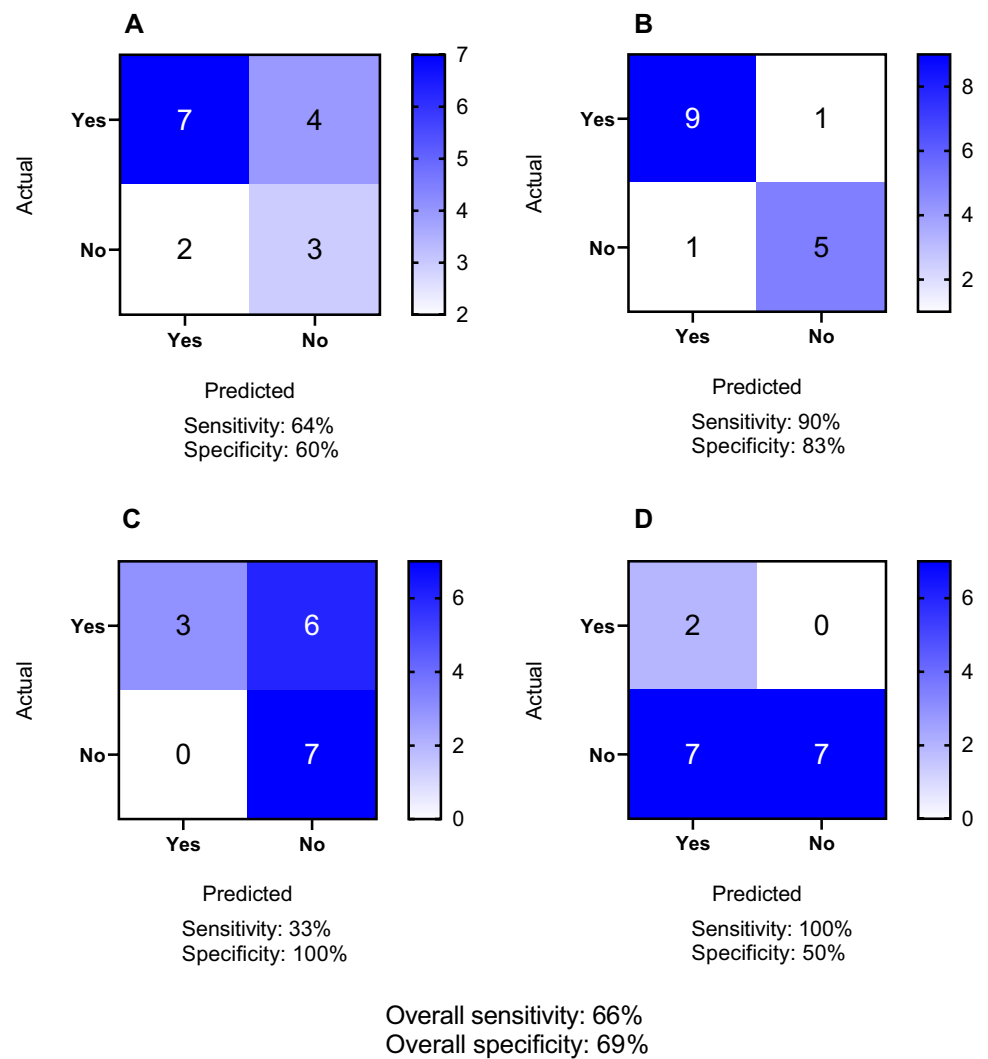 A
Actual
Yes
7
4
No
2
3
Yes
No
Predicted
7
6
5
4
3
2
Sensitivity: 64%
Specificity: 60%
B
Actual
Yes
9
1
No
1
5
Yes
No
Predicted
8
6
4
2
Sensitivity: 90%
Specificity: 83%
C
Actual
Yes
3
6
No
0
7
Yes
No
Predicted
6
4
2
0
Sensitivity: 33%
Specificity: 100%
D
Actual
Yes
2
0
No
7
7
Yes
No
Predicted
6
4
2
0
Sensitivity: 100%
Specificity: 50%
Overall sensitivity: 66%
Overall specificity: 69%